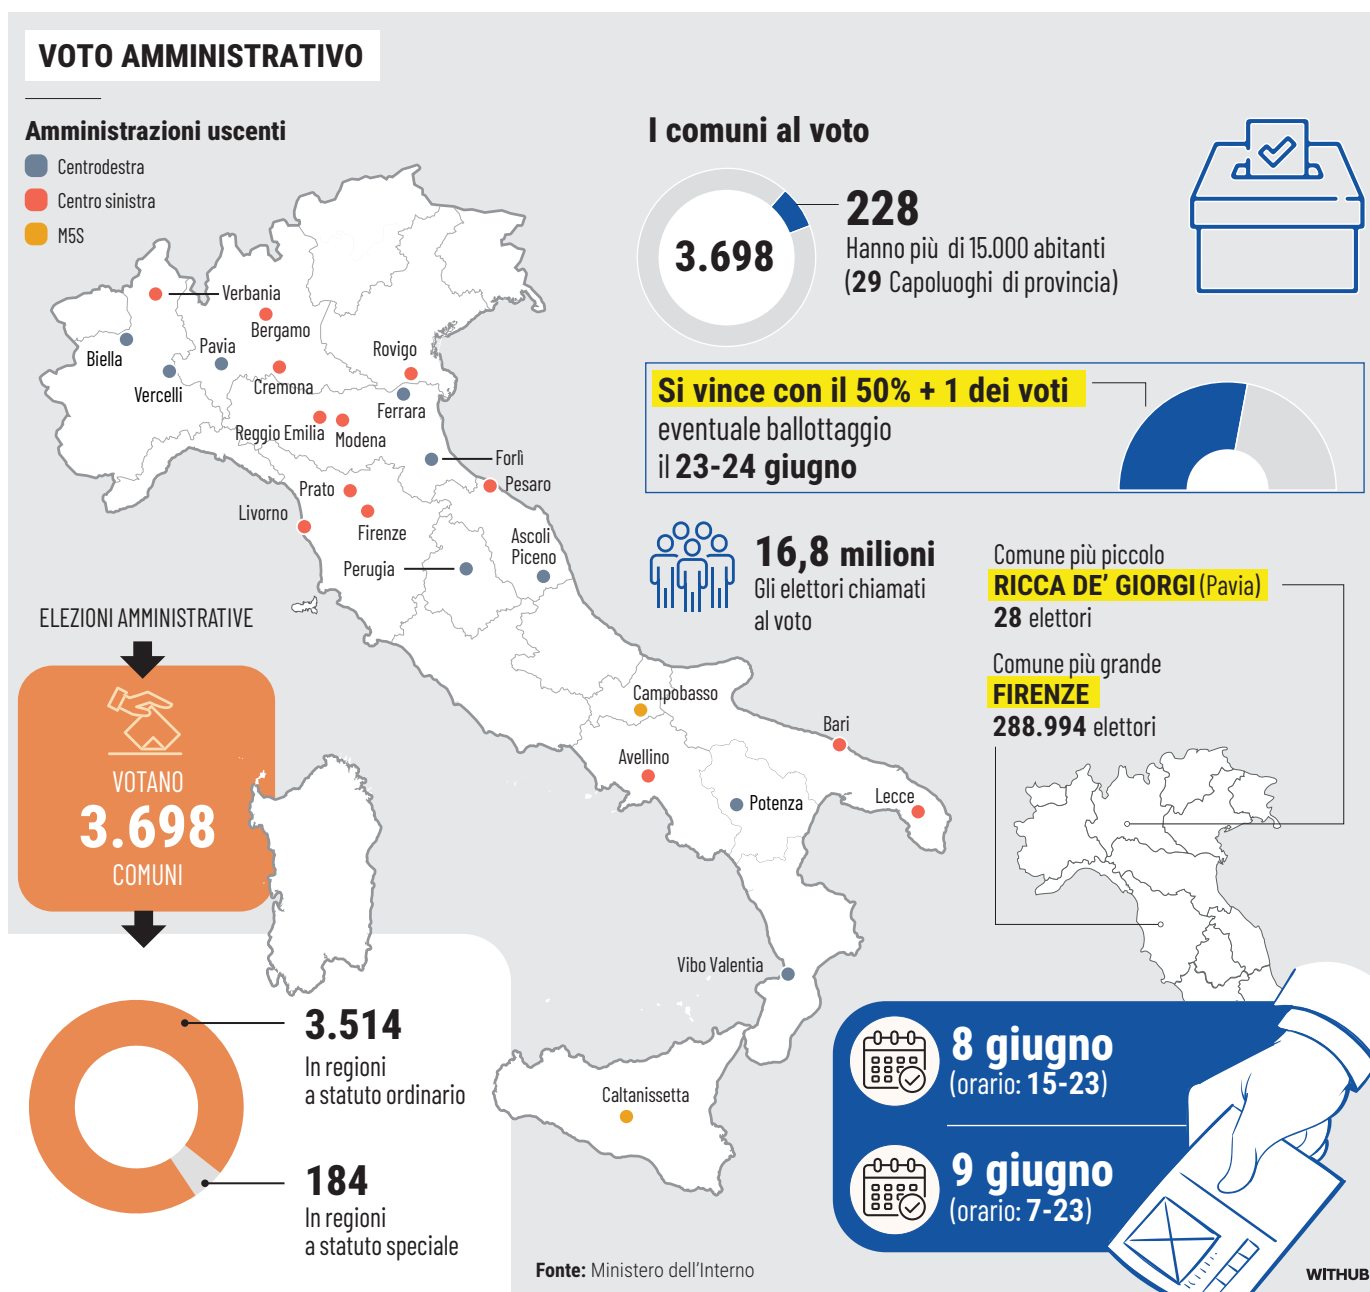 VOTO AMMINISTRATIVO
Amministrazioni uscenti
Centrodestra
Centro sinistra
M5S
Verbania
Bergamo
Biella
Pavia
Vercelli
Cremona
Rovigo
Ferrara
Reggio Emilia
Modena
Forlì
Pesaro
Prato
Livorno
Firenze
Ascoli
Piceno
Perugia
Campobasso
Bari
Avellino
Potenza
Lecce
Vibo Valentia
Caltanissetta
I comuni al voto
3.698
228
Hanno più di 15.000 abitanti
(29 Capoluoghi di provincia)
Si vince con il 50% + 1 dei voti
eventuale ballottaggio
il 23-24 giugno
16,8 milioni
Gli elettori chiamati
al voto
Comune più piccolo
RICCA DE' GIORGI (Pavia)
28 elettori
Comune più grande
FIRENZE
288.994 elettori
ELEZIONI AMMINISTRATIVE
VOTANO
3.698
COMUNI
3.514
In regioni
a statuto ordinario
184
In regioni
a statuto speciale
8 giugno
(orario: 15-23)
9 giugno
(orario: 7-23)
Fonte: Ministero dell'Interno
WITHUB